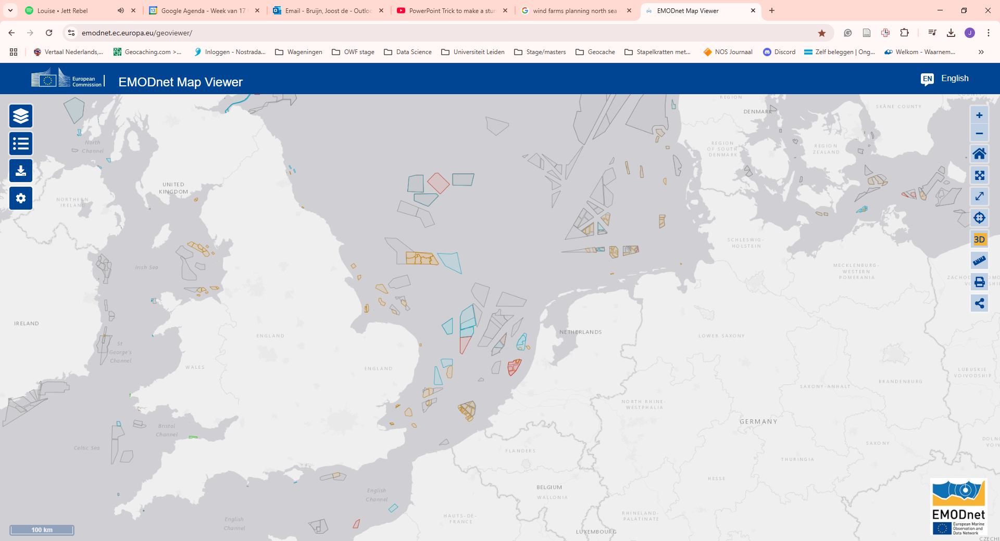 Louise • Jett Rebel
Google Agenda - Week van 17
Email - Bruijn, Joost de - Outloo
PowerPoint Trick to make a stu
wind farms planning north sea
EMODnet Map Viewer
emodnet.ec.europa.eu/geoviewer/
J
Vertaal Nederlands,...
Geocaching.com >...
Inloggen - Nostrada...
Wageningen
OWF stage
Data Science
Universiteit Leiden
Stage/masters
Geocache
Stapelkratten met...
NOS Journaal
Discord
Zelf beleggen | Ong...
Welkom - Waarnem...
European
Commission
EMODnet Map Viewer
EN
English
REGION
DENMARK
SKÅNE COUNTY
North
Channel
REGION
OF SOUTH
DENMARK
REGION
ZEALAND
UNITED
KINGDOM
NORTHERN
IRELAND
3D
SCHLESWIG-
HOLSTEIN
Irish Sea
MECKLENBURG-
WESTERN
POMERANIA
IRELAND
NETHERLANDS
ENGLAND
LOWER SAXONY
St
George's
Channel
WALES
ENGLAND
LUBUSKIE
VOIVODSHIP
BRANDENBURG
SAXONY-ANHALT
NORTH RHINE-
WESTPHALIA
GERMANY
Bristol
Channel
Celtic Sea
FLANDERS
SAXONY
THURINGIA
HESSE
English
Channel
BELGIUM
WALLONIA
HAUTS-DE-
FRANCE
RHINELAND-
PALATINATE
English
Channel
LUXEMBOURG
100 km
EMODnet
European Marine
Observation and
Data Network
CZECHI